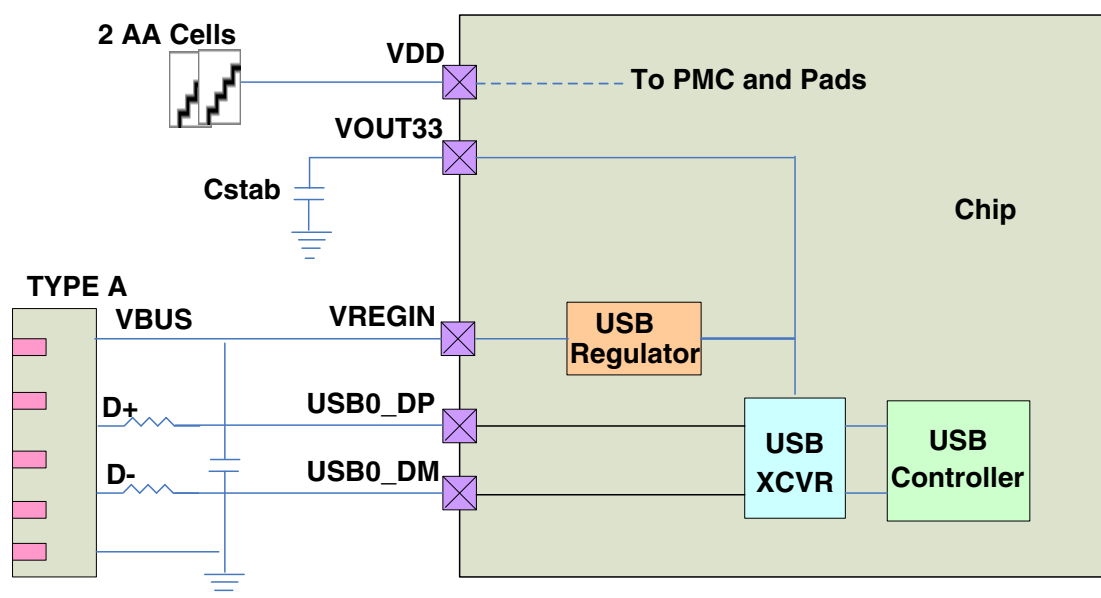 2 AA Cells
VDD
To PMC and Pads
VOUT33
Cstab
Chip
TYPE A
VBUS
VREGIN
USB
Regulator
D+
USB0_DP
D-
USB0_DM
USB
XCVR
USB
Controller